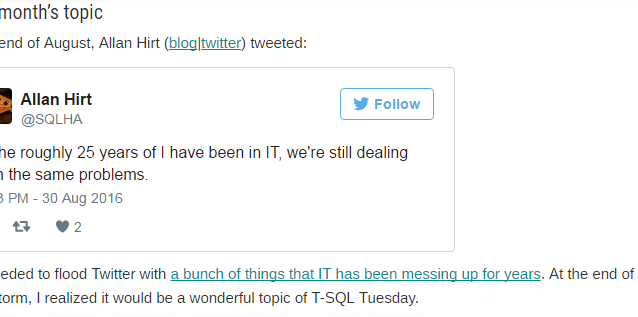 month's topic
end of August, Allan Hirt (blog|twitter) tweeted:
Allan Hirt
@SQLHA
Follow
he roughly 25 years of I have been in IT, we're still dealing
the same problems.
PM - 30 Aug 2016
2
eded to flood Twitter with a bunch of things that IT has been messing up for years. At the end of
torm, I realized it would be a wonderful topic of T-SQL Tuesday.